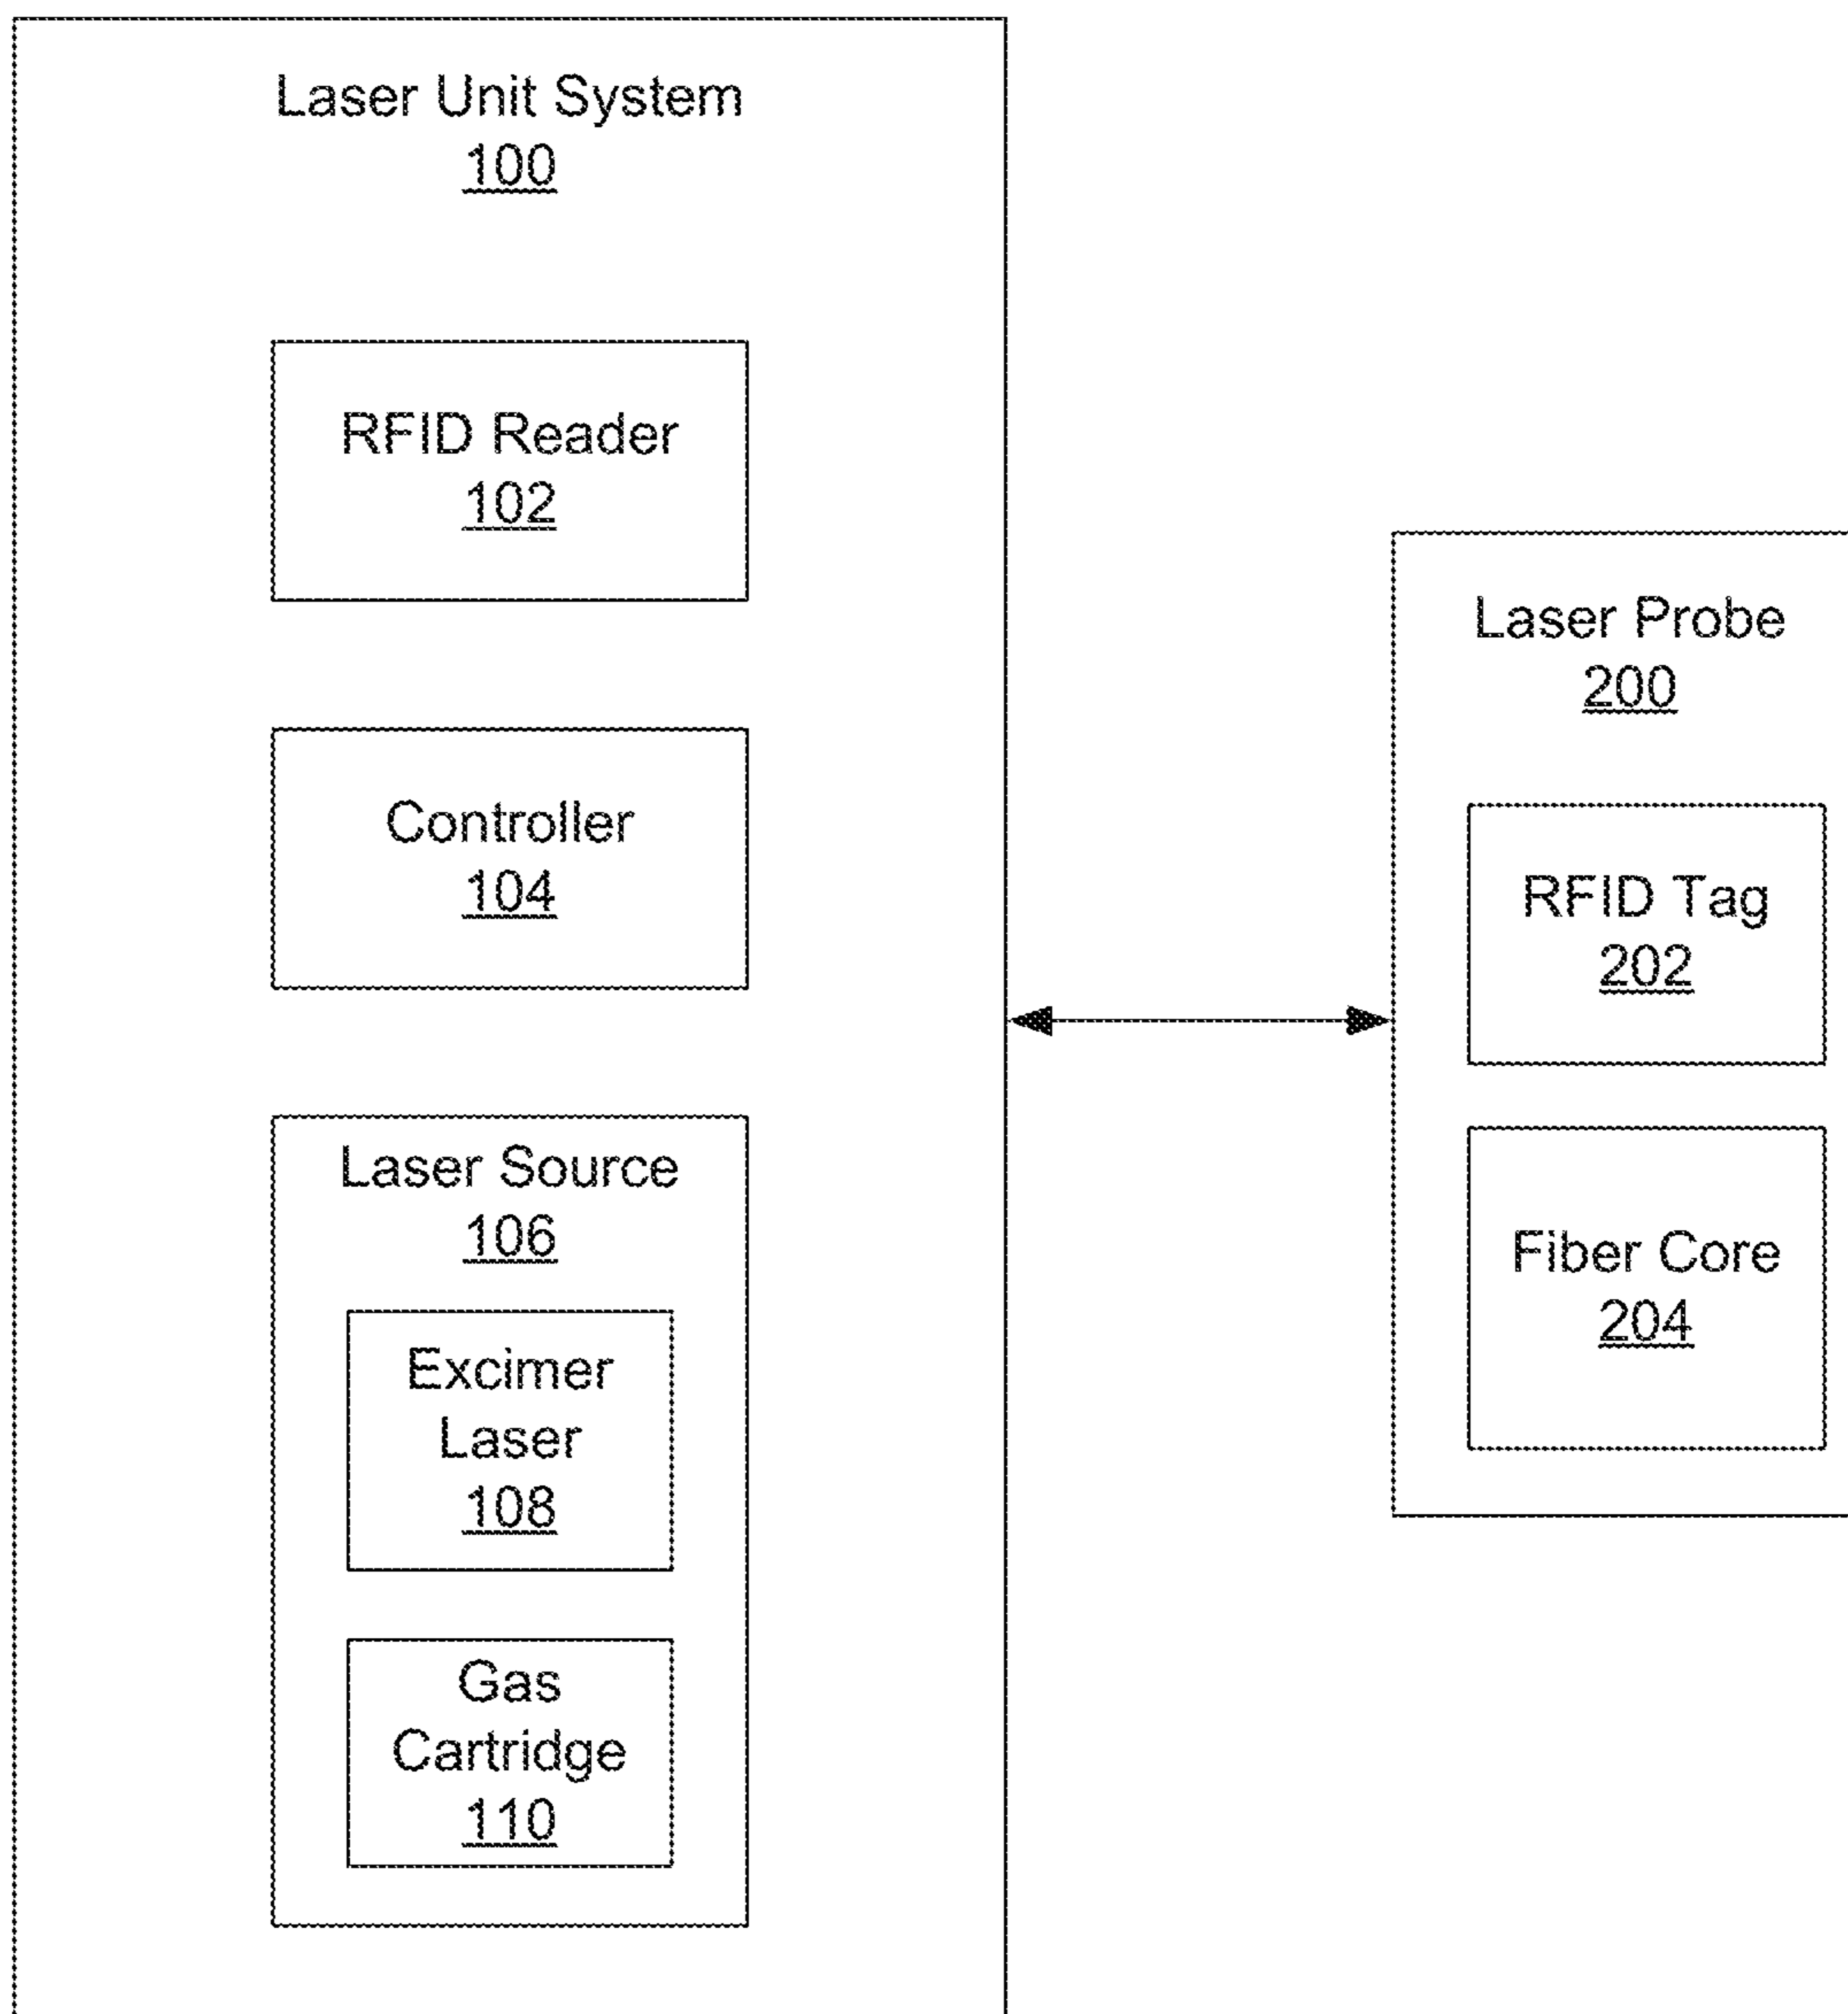 Laser Unit System
100
RFID Reader
102
Controller
104
Laser Source
106
Excimer
Laser
108
Gas
Cartridge
110
Laser Probe
200
RFID Tag
202
Fiber Core
204